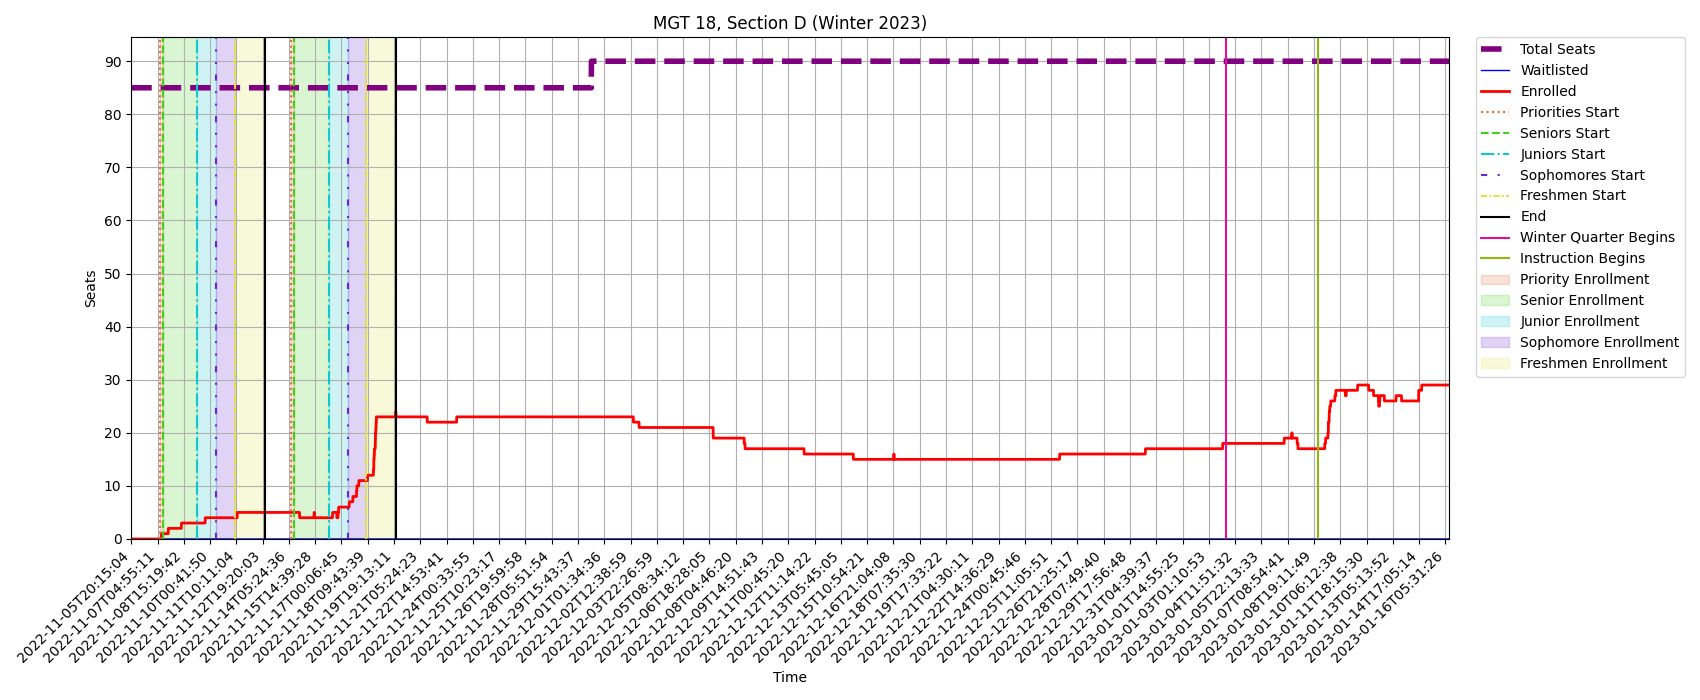 MGT 18, Section D (Winter 2023)
Seats
90
80
70
60
50
40
30
20
10
0
2022-11-05T20:15:04
2022-11-07T04:55:11
2022-11-08T15:19:42
2022-11-10T00:41:50
2022-11-11T10:11:04
2022-11-12T19:20:03
2022-11-14T05:24:36
2022-11-15T14:39:28
2022-11-17T00:06:45
2022-11-18T09:43:39
2022-11-19T19:13:11
2022-11-21T05:24:23
2022-11-22T14:53:41
2022-11-24T00:33:55
2022-11-25T10:23:17
2022-11-26T19:59:58
2022-11-28T05:51:54
2022-11-29T15:43:37
2022-12-01T01:34:36
2022-12-02T12:38:59
2022-12-03T22:26:59
2022-12-05T08:34:12
2022-12-06T18:28:05
2022-12-08T04:46:20
2022-12-09T14:51:43
2022-12-11T00:45:20
2022-12-12T11:14:22
2022-12-13T05:45:05
2022-12-15T10:54:21
2022-12-16T21:04:08
2022-12-18T07:35:30
2022-12-19T17:33:22
2022-12-21T04:30:11
2022-12-22T14:36:29
2022-12-24T00:45:46
2022-12-25T11:05:51
2022-12-26T21:25:17
2022-12-28T07:49:40
2022-12-29T17:56:48
2022-12-31T04:39:37
2023-01-01T14:55:25
2023-01-03T01:10:53
2023-01-04T11:51:32
2023-01-05T22:13:33
2023-01-07T08:54:41
2023-01-08T19:11:49
2023-01-10T06:12:38
2023-01-11T18:15:30
2023-01-13T05:13:52
2023-01-14T17:05:14
2023-01-16T05:31:26
Time
Total Seats
Waitlisted
Enrolled
Priorities Start
Seniors Start
Juniors Start
Sophomores Start
Freshmen Start
End
Winter Quarter Begins
Instruction Begins
Priority Enrollment
Senior Enrollment
Junior Enrollment
Sophomore Enrollment
Freshmen Enrollment